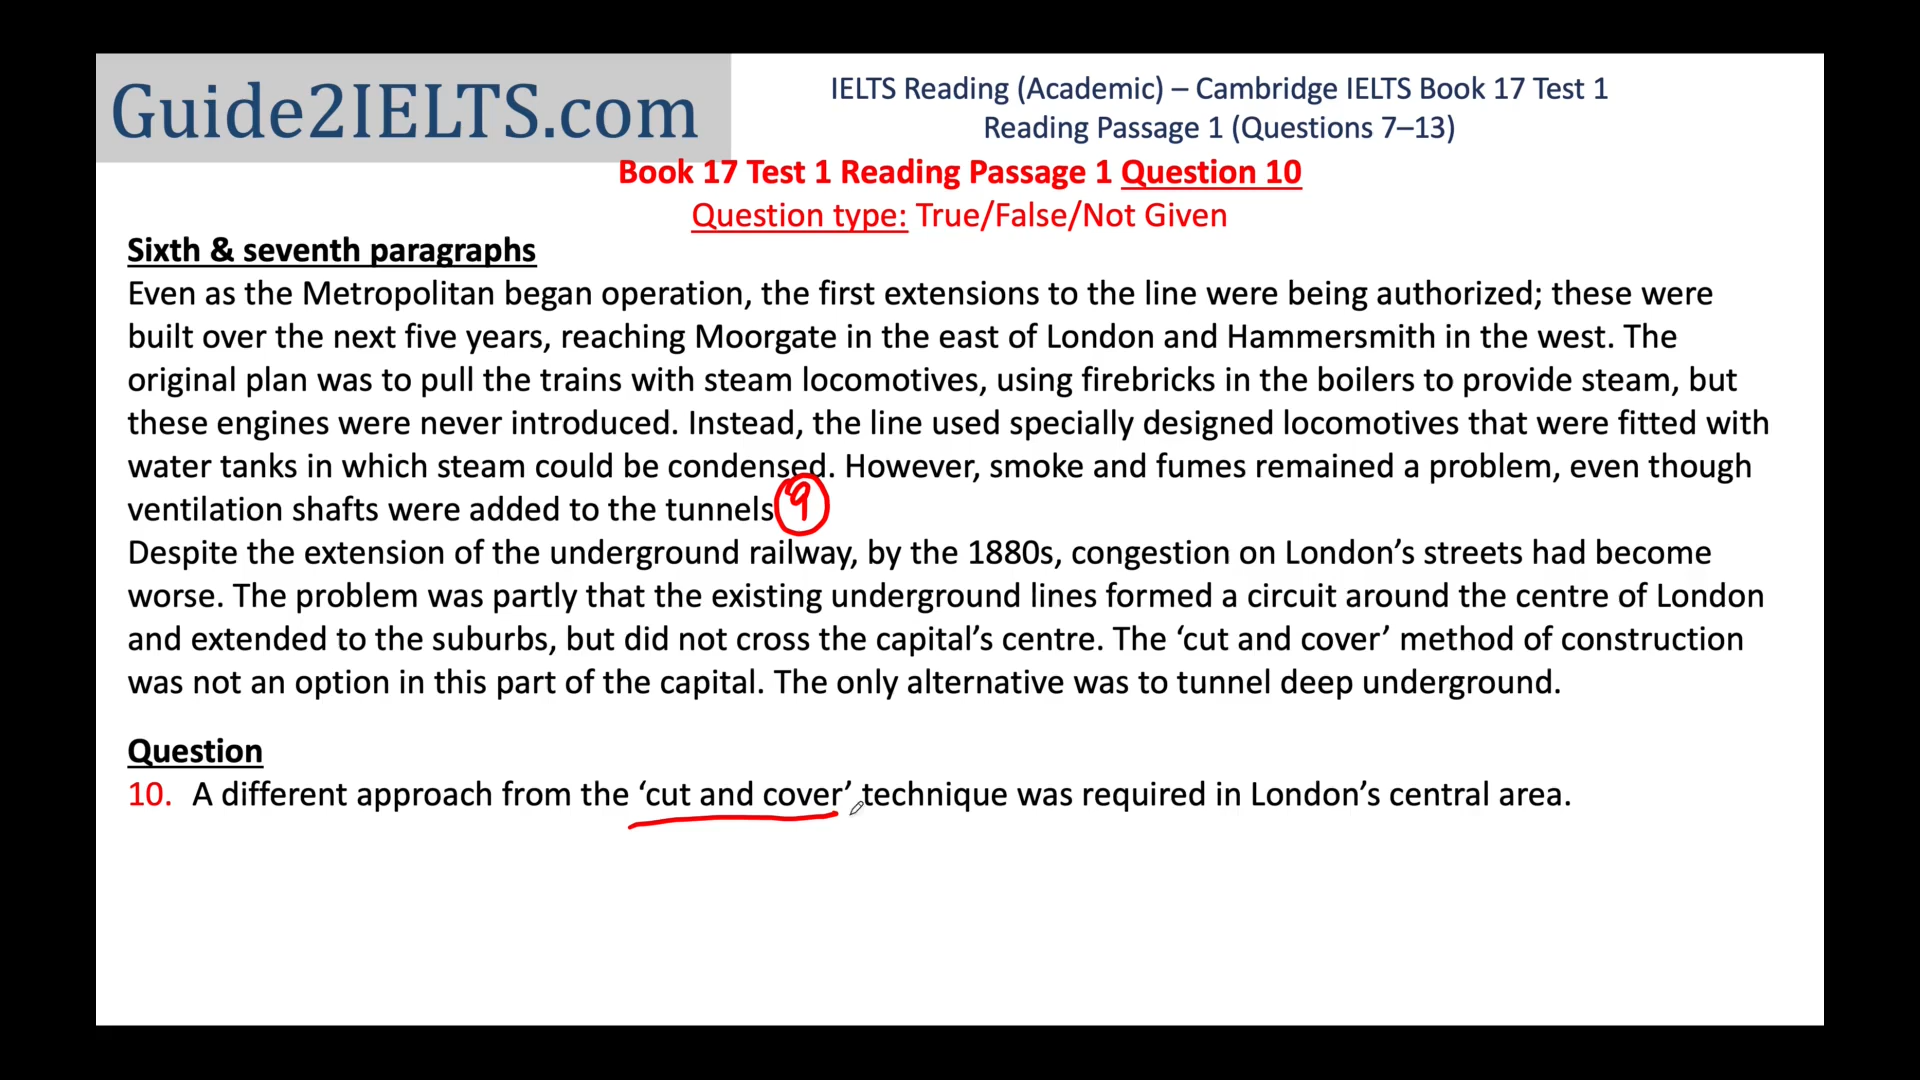 Guide2IELTS.com
IELTS Reading (Academic) – Cambridge IELTS Book 17 Test 1
Reading Passage 1 (Questions 7–13)
Book 17 Test 1 Reading Passage 1 Question 10
Question type: True/False/Not Given
Sixth & seventh paragraphs
Even as the Metropolitan began operation, the first extensions to the line were being authorized; these were
built over the next five years, reaching Moorgate in the east of London and Hammersmith in the west. The
original plan was to pull the trains with steam locomotives, using firebricks in the boilers to provide steam, but
these engines were never introduced. Instead, the line used specially designed locomotives that were fitted with
water tanks in which steam could be condensed. However, smoke and fumes remained a problem, even though
ventilation shafts were added to the tunnels 9
Despite the extension of the underground railway, by the 1880s, congestion on London’s streets had become
worse. The problem was partly that the existing underground lines formed a circuit around the centre of London
and extended to the suburbs, but did not cross the capital’s centre. The ‘cut and cover’ method of construction
was not an option in this part of the capital. The only alternative was to tunnel deep underground.
Question
10. A different approach from the ‘cut and cover’ technique was required in London’s central area.